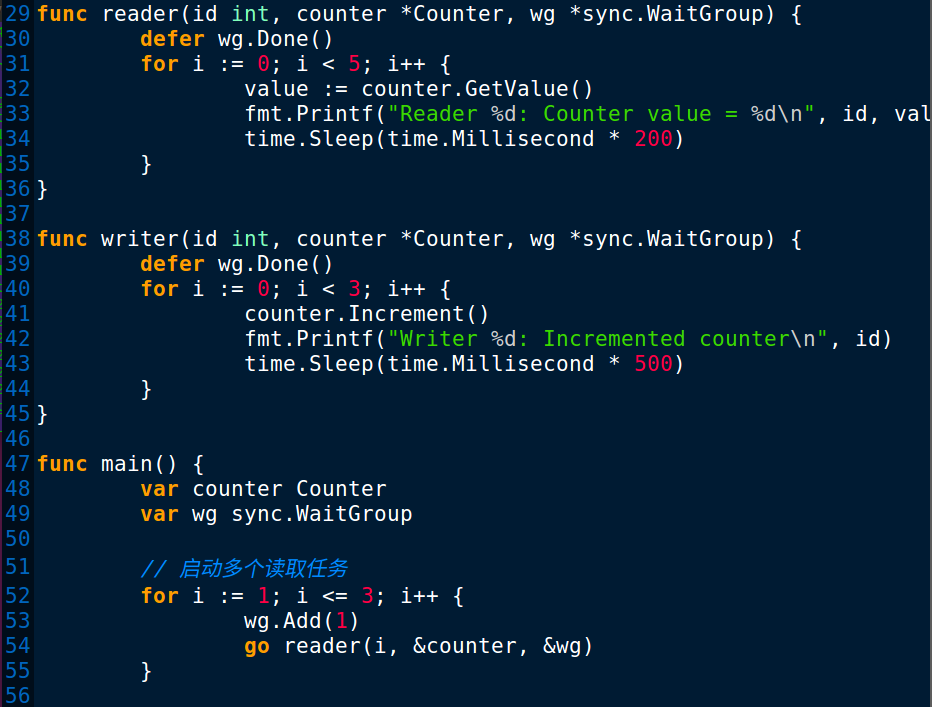 29 func reader(id int, counter *Counter, wg *sync.WaitGroup) {
30         defer wg.Done()
31         for i := 0; i < 5; i++ {
32                 value := counter.GetValue()
33                 fmt.Printf("Reader %d: Counter value = %d\n", id, val
34                 time.Sleep(time.Millisecond * 200)
35         }
36 }
37
38 func writer(id int, counter *Counter, wg *sync.WaitGroup) {
39         defer wg.Done()
40         for i := 0; i < 3; i++ {
41                 counter.Increment()
42                 fmt.Printf("Writer %d: Incremented counter\n", id)
43                 time.Sleep(time.Millisecond * 500)
44         }
45 }
46
47 func main() {
48         var counter Counter
49         var wg sync.WaitGroup
50
51         // 启动多个读取任务
52         for i := 1; i <= 3; i++ {
53                 wg.Add(1)
54                 go reader(i, &counter, &wg)
55         }
56